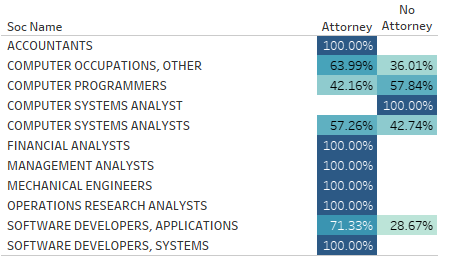 No
Soc Name Attorney Attorney
ACCOUNTANTS 100.00%
COMPUTER OCCUPATIONS, OTHER 63.99% 36.01%
COMPUTER PROGRAMMERS 42.16% 57.84%
COMPUTER SYSTEMS ANALYST 100.00%
COMPUTER SYSTEMS ANALYSTS 57.26% 42.74%
FINANCIAL ANALYSTS 100.00%
MANAGEMENT ANALYSTS 100.00%
MECHANICAL ENGINEERS 100.00%
OPERATIONS RESEARCH ANALYSTS 100.00%
SOFTWARE DEVELOPERS, APPLICATIONS 71.33% 28.67%
SOFTWARE DEVELOPERS, SYSTEMS 100.00%